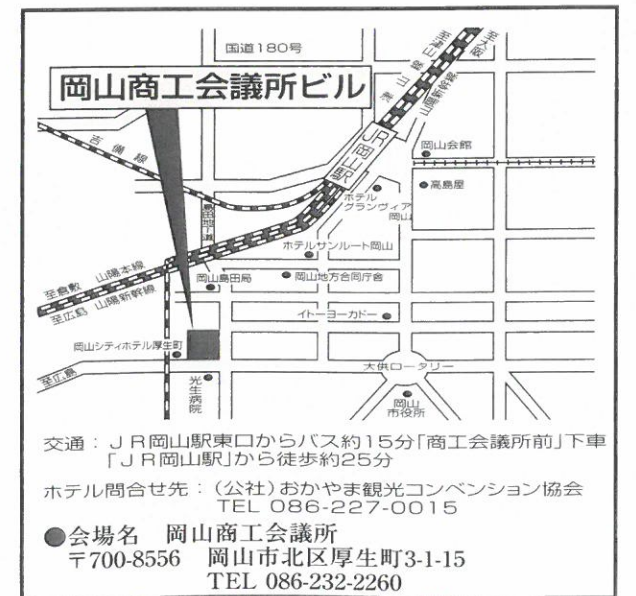 国道180号
岡山商工会議所ビル
津山線
至津山
至大阪
山陽新幹線
吉備線
JR岡山駅
岡山会館
高島屋
ホテル
グランヴィア
岡山
島田地下道
ホテルサンルート岡山
至倉敷 山陽本線
至広島 山陽新幹線
岡山島田局
岡山地方合同庁舎
イトーヨーカドー
岡山シティホテル厚生町
至広島
光生病院
大供ロータリー
岡山
市役所
交通：ＪＲ岡山駅東口からバス約15分「商工会議所前」下車
「ＪＲ岡山駅」から徒歩約25分
ホテル問合せ先：(公社)おかやま観光コンベンション協会
TEL 086-227-0015
●会場名 岡山商工会議所
〒700-8556 岡山市北区厚生町3-1-15
TEL 086-232-2260